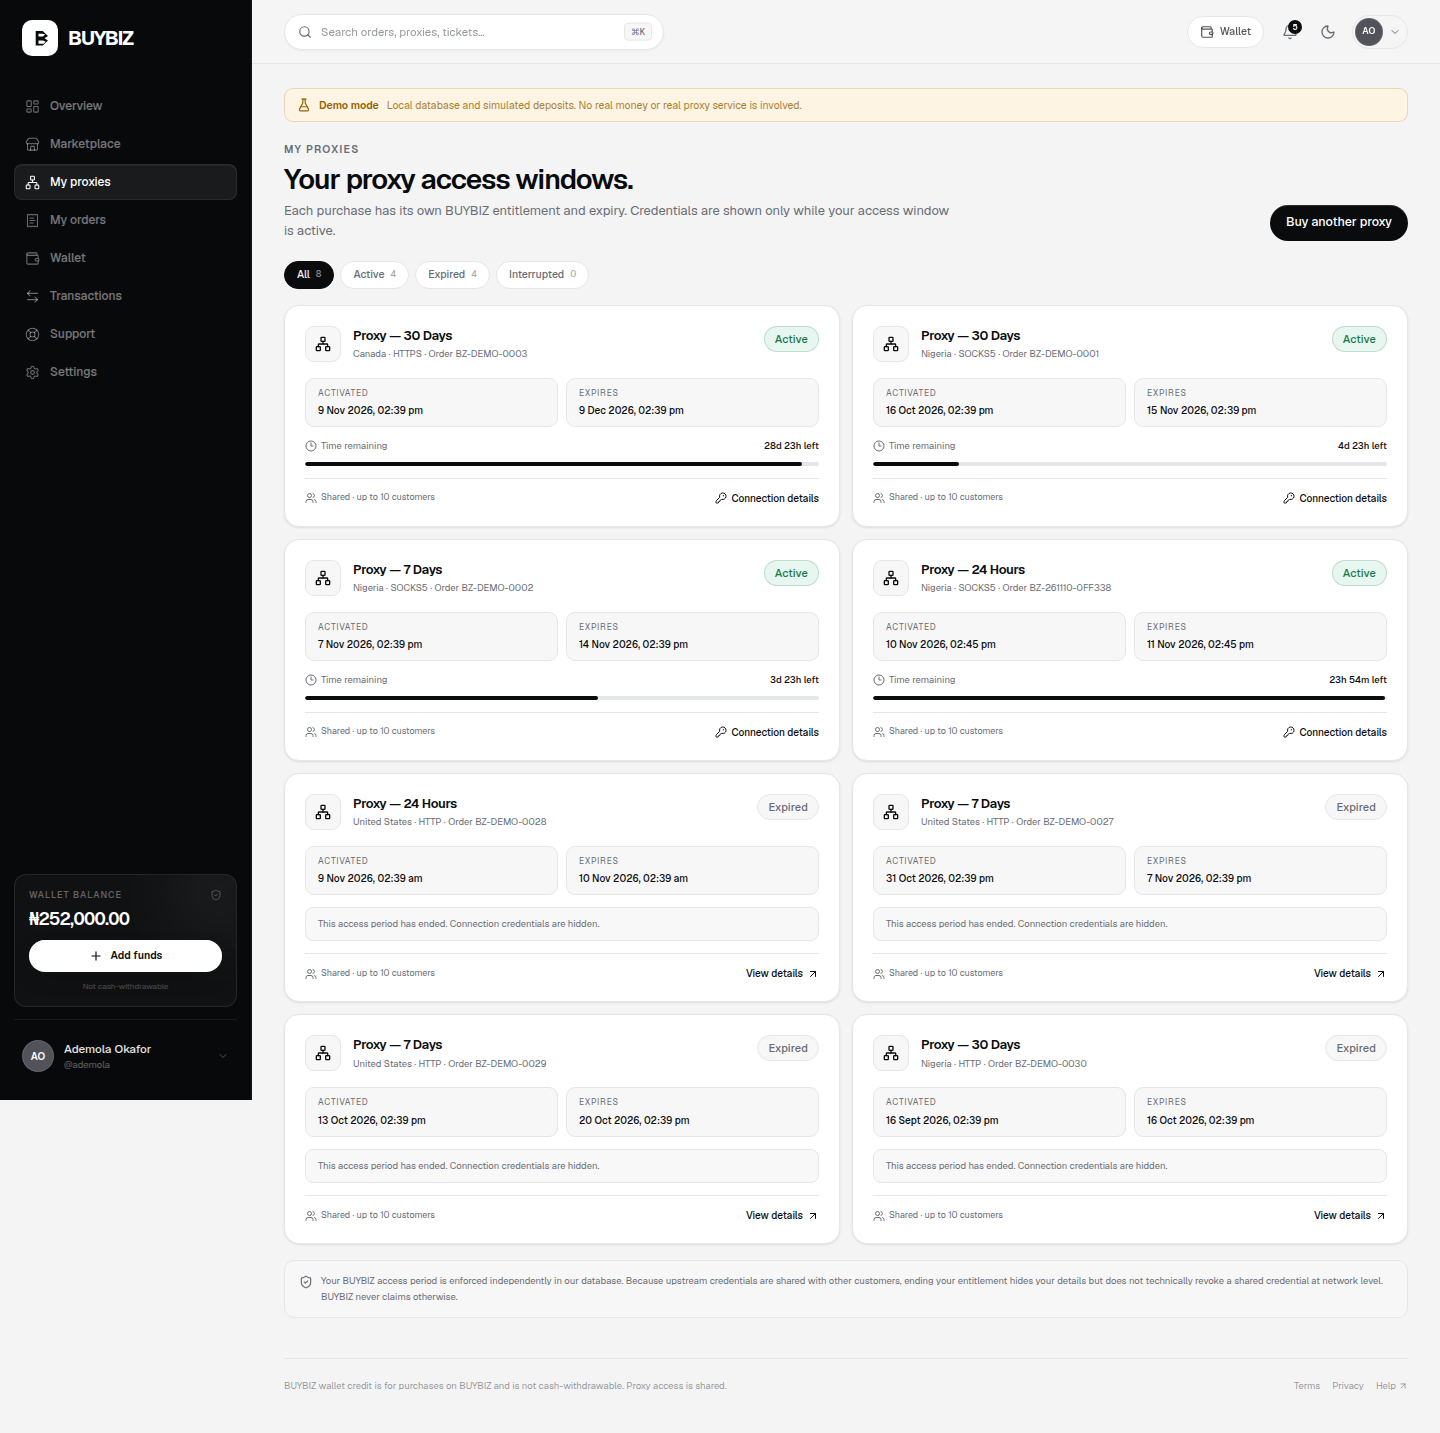 BUYBIZ
Overview
Marketplace
My proxies
My orders
Wallet
Transactions
Support
Settings
WALLET BALANCE
₦252,000.00
Add funds
Not cash-withdrawable
AO
Ademola Okafor
@ademola
Search orders, proxies, tickets...
⌘K
Wallet
5
AO
Demo mode Local database and simulated deposits. No real money or real proxy service is involved.
MY PROXIES
Your proxy access windows.
Each purchase has its own BUYBIZ entitlement and expiry. Credentials are shown only while your access window
is active.
Buy another proxy
All 8
Active 4
Expired 4
Interrupted 0
Proxy — 30 Days
Canada · HTTPS · Order BZ-DEMO-0003
Active
ACTIVATED
9 Nov 2026, 02:39 pm
EXPIRES
9 Dec 2026, 02:39 pm
Time remaining
28d 23h left
Shared · up to 10 customers
Connection details
Proxy — 30 Days
Nigeria · SOCKS5 · Order BZ-DEMO-0001
Active
ACTIVATED
16 Oct 2026, 02:39 pm
EXPIRES
15 Nov 2026, 02:39 pm
Time remaining
4d 23h left
Shared · up to 10 customers
Connection details
Proxy — 7 Days
Nigeria · SOCKS5 · Order BZ-DEMO-0002
Active
ACTIVATED
7 Nov 2026, 02:39 pm
EXPIRES
14 Nov 2026, 02:39 pm
Time remaining
3d 23h left
Shared · up to 10 customers
Connection details
Proxy — 24 Hours
Nigeria · SOCKS5 · Order BZ-261110-0FF338
Active
ACTIVATED
10 Nov 2026, 02:45 pm
EXPIRES
11 Nov 2026, 02:45 pm
Time remaining
23h 54m left
Shared · up to 10 customers
Connection details
Proxy — 24 Hours
United States · HTTP · Order BZ-DEMO-0028
Expired
ACTIVATED
9 Nov 2026, 02:39 am
EXPIRES
10 Nov 2026, 02:39 am
This access period has ended. Connection credentials are hidden.
Shared · up to 10 customers
View details
Proxy — 7 Days
United States · HTTP · Order BZ-DEMO-0027
Expired
ACTIVATED
31 Oct 2026, 02:39 pm
EXPIRES
7 Nov 2026, 02:39 pm
This access period has ended. Connection credentials are hidden.
Shared · up to 10 customers
View details
Proxy — 7 Days
United States · HTTP · Order BZ-DEMO-0029
Expired
ACTIVATED
13 Oct 2026, 02:39 pm
EXPIRES
20 Oct 2026, 02:39 pm
This access period has ended. Connection credentials are hidden.
Shared · up to 10 customers
View details
Proxy — 30 Days
Nigeria · HTTP · Order BZ-DEMO-0030
Expired
ACTIVATED
16 Sept 2026, 02:39 pm
EXPIRES
16 Oct 2026, 02:39 pm
This access period has ended. Connection credentials are hidden.
Shared · up to 10 customers
View details
Your BUYBIZ access period is enforced independently in our database. Because upstream credentials are shared with other customers, ending your entitlement hides your details but does not technically revoke a shared credential at network level.
BUYBIZ never claims otherwise.
BUYBIZ wallet credit is for purchases on BUYBIZ and is not cash-withdrawable. Proxy access is shared.
Terms
Privacy
Help